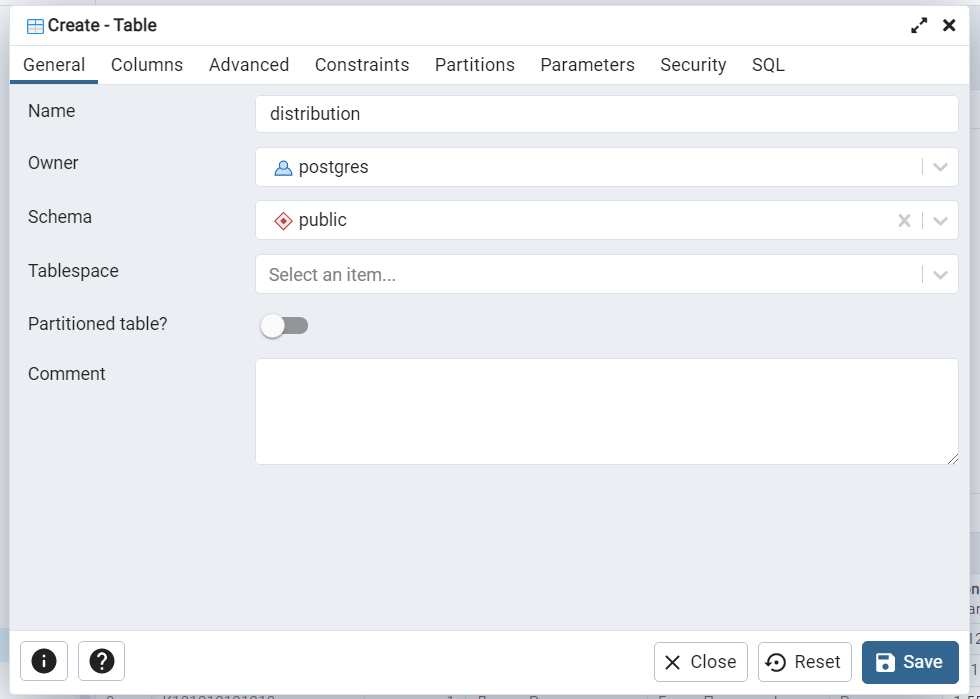 Create - Table
General Columns Advanced Constraints Partitions Parameters Security SQL
Name distribution
Owner postgres
Schema public
Tablespace Select an item...
Partitioned table?
Comment
Close Reset Save